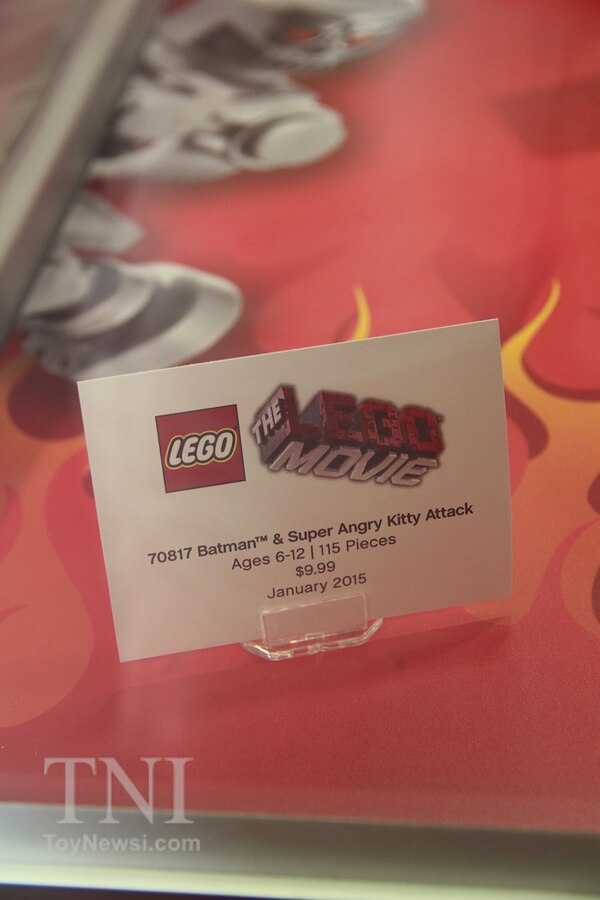 LEGO
THE LEGO
MOVIE
70817 Batman™ & Super Angry Kitty Attack
Ages 6-12 | 115 Pieces
$9.99
January 2015
TNI
ToyNewsi.com